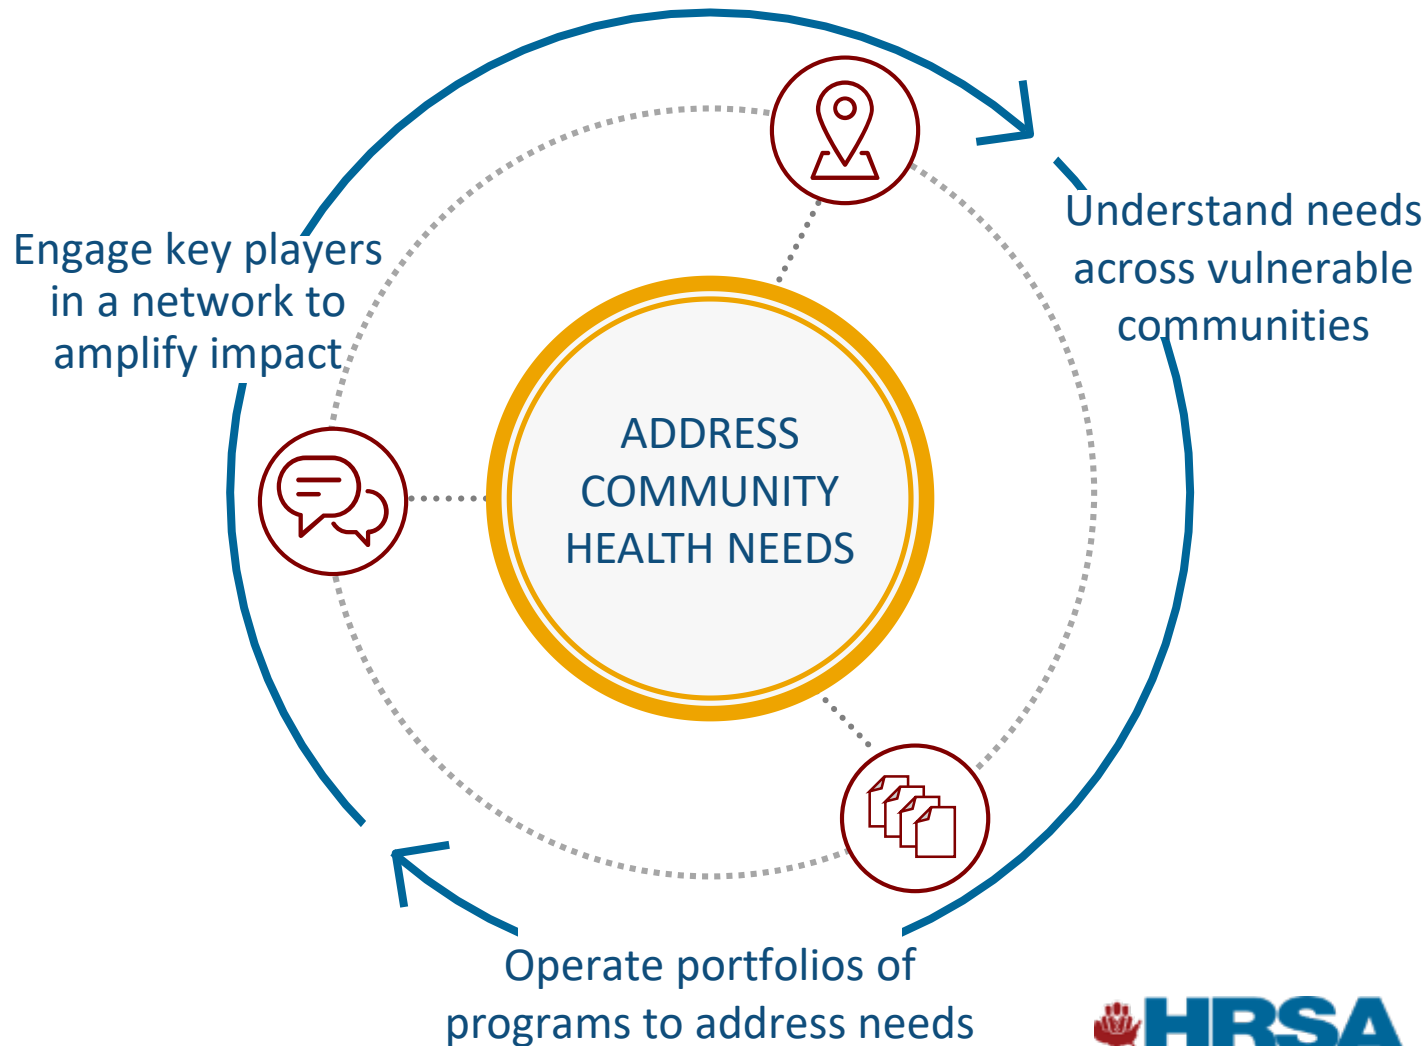 Understand needs
across vulnerable
communities
Engage key players
in a network to
amplify impact
ADDRESS
COMMUNITY
HEALTH NEEDS
Operate portfolios of
programs to address needs
HRSA